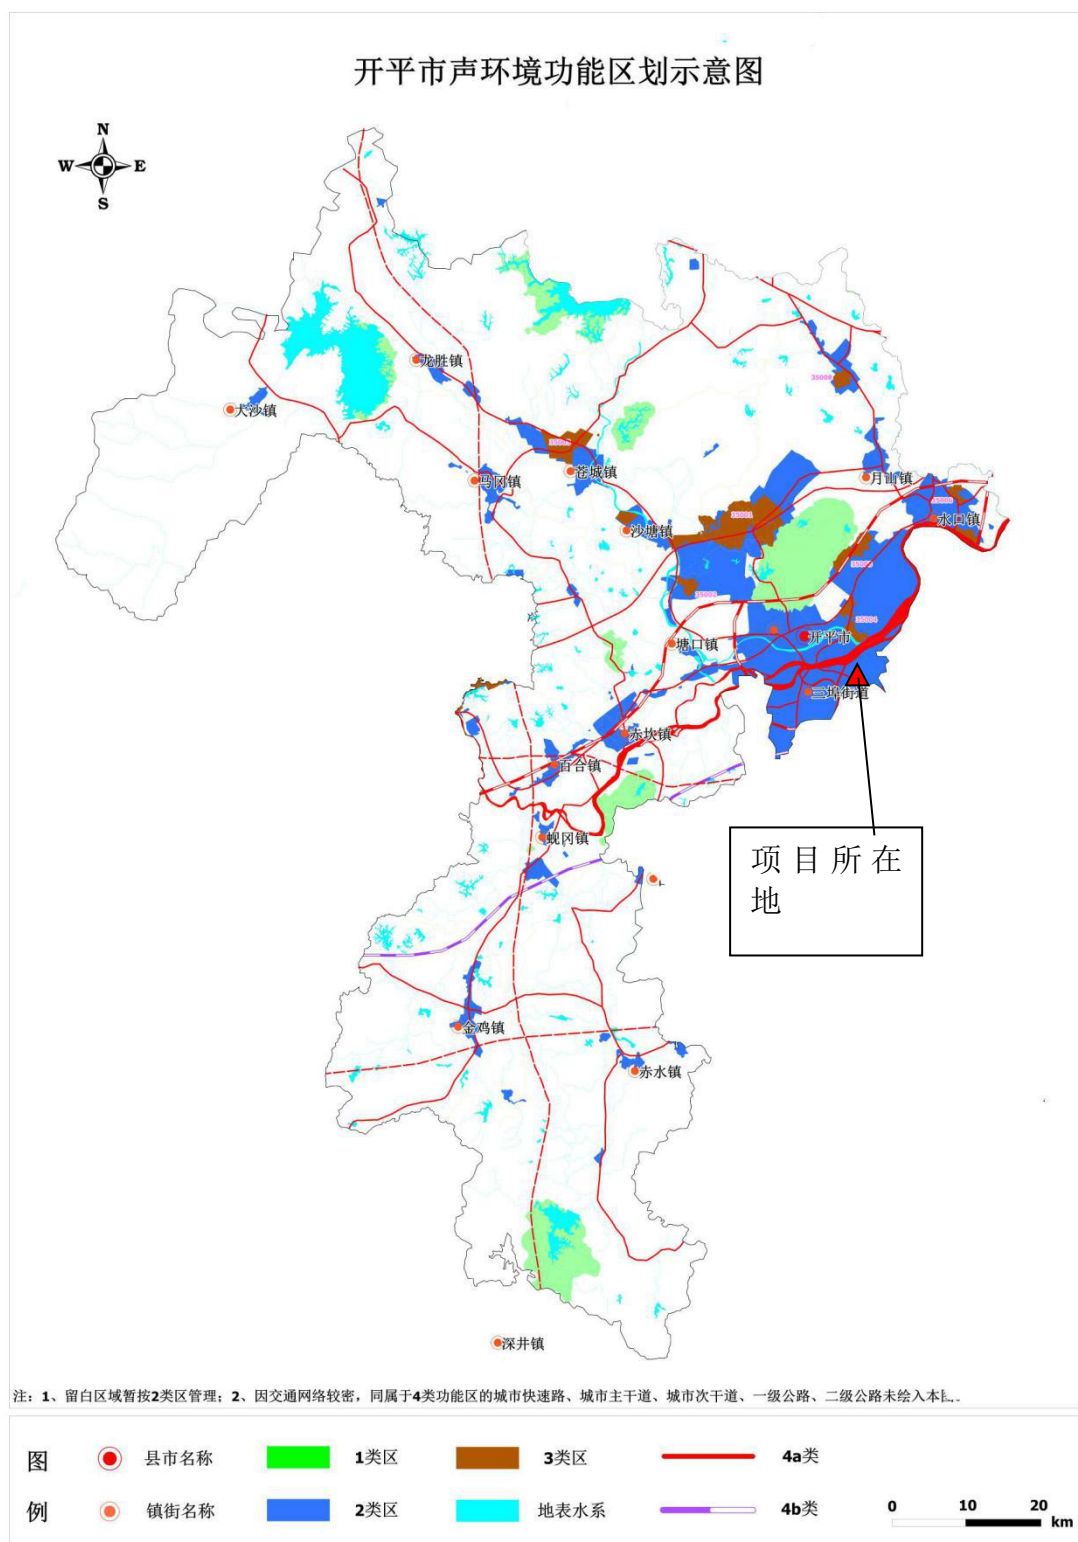 开平市声环境功能区划示意图
N
W E
S
龙胜镇
大沙镇
35008
苍城镇
马冈镇
月山镇
35001
水口镇
沙塘镇
35003
35004
开平市
塘口镇
三埠街道
赤坎镇
百合镇
蚬冈镇
项目所在
地
金鸡镇
赤水镇
深井镇
注：1、留白区域暂按2类区管理；2、因交通网络较密，同属于4类功能区的城市快速路、城市主干道、城市次干道、一级公路、二级公路未绘入本
图 县市名称 1类区 3类区 4a类
例 镇街名称 2类区 地表水系 4b类
0 10 20
km